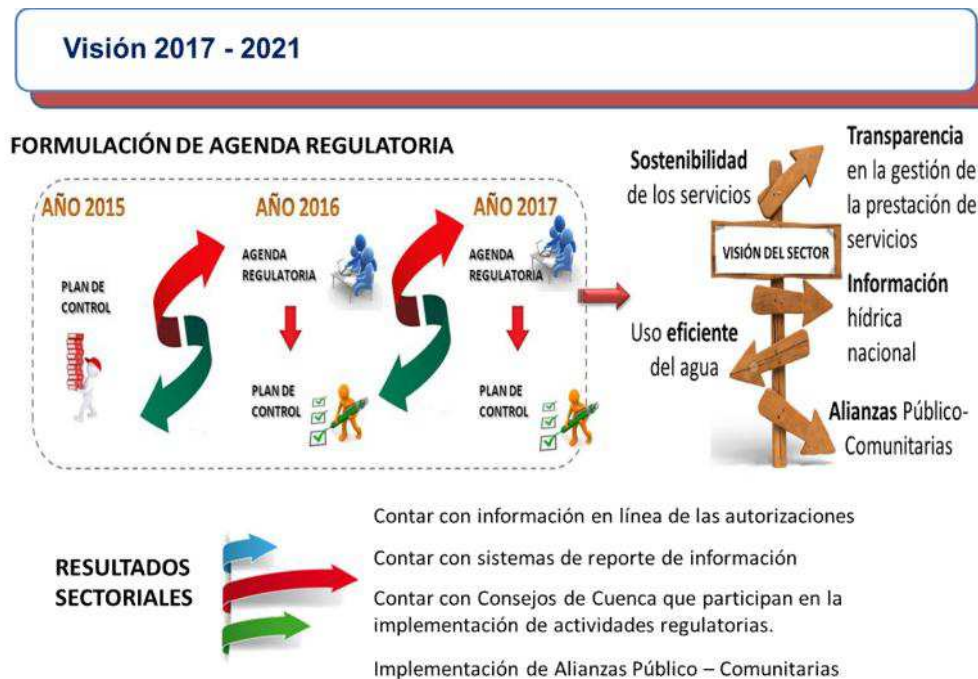 Visión 2017 - 2021
FORMULACIÓN DE AGENDA REGULATORIA
AÑO 2015
PLAN DE
CONTROL
AÑO 2016
AGENDA
REGULATORIA
PLAN DE
CONTROL
AÑO 2017
AGENDA
REGULATORIA
PLAN DE
CONTROL
Sostenibilidad
de los servicios
Transparencia
en la gestión de
la prestación de
servicios
VISIÓN DEL SECTOR
Información
hídrica
nacional
Uso eficiente
del agua
Alianzas Público-
Comunitarias
RESULTADOS
SECTORIALES
Contar con información en línea de las autorizaciones
Contar con sistemas de reporte de información
Contar con Consejos de Cuenca que participan en la
implementación de actividades regulatorias.
Implementación de Alianzas Público – Comunitarias